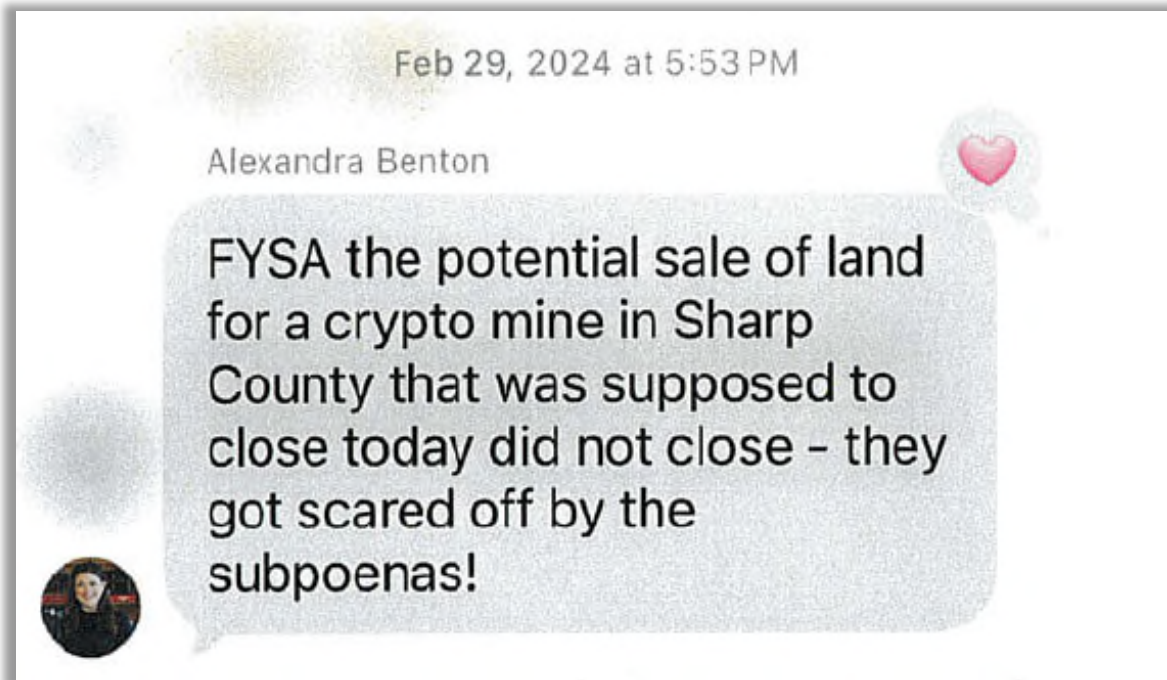 Feb 29, 2024 at 5:53 PM
Alexandra Benton
FYSA the potential sale of land
for a crypto mine in Sharp
County that was supposed to
close today did not close - they
got scared off by the
subpoenas!